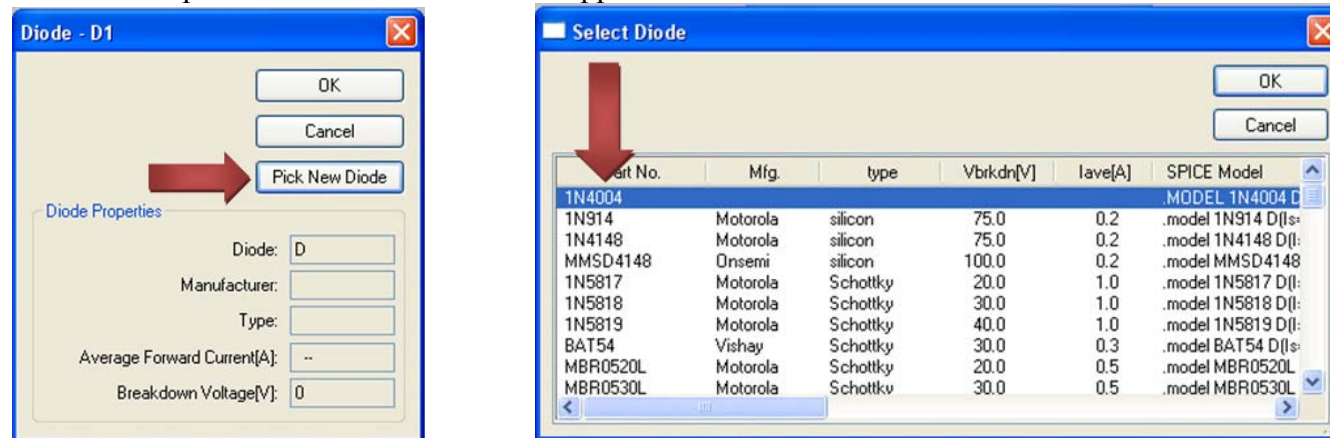 Diode - D1
OK
Cancel
Pick New Diode
Diode Properties
Diode: D
Manufacturer:
Type:
Average Forward Current[A]: --
Breakdown Voltage[V]: 0
Select Diode
OK
Cancel
art No. Mfg. type Vbrkdn[V] Iave[A] SPICE Model
1N4004 .MODEL 1N4004 D
1N914 Motorola silicon 75.0 0.2 .model 1N914 D(Is=
1N4148 Motorola silicon 75.0 0.2 .model 1N4148 D(I
MMSD4148 Onsemi silicon 100.0 0.2 .model MMSD4148
1N5817 Motorola Schottky 20.0 1.0 .model 1N5817 D(I
1N5818 Motorola Schottky 30.0 1.0 .model 1N5818 D(I
1N5819 Motorola Schottky 40.0 1.0 .model 1N5819 D(I
BAT54 Vishay Schottky 30.0 0.3 .model BAT54 D(Is
MBR0520L Motorola Schottky 20.0 0.5 .model MBR0520L
MBR0530L Motorola Schottky 30.0 0.5 .model MBR0530L